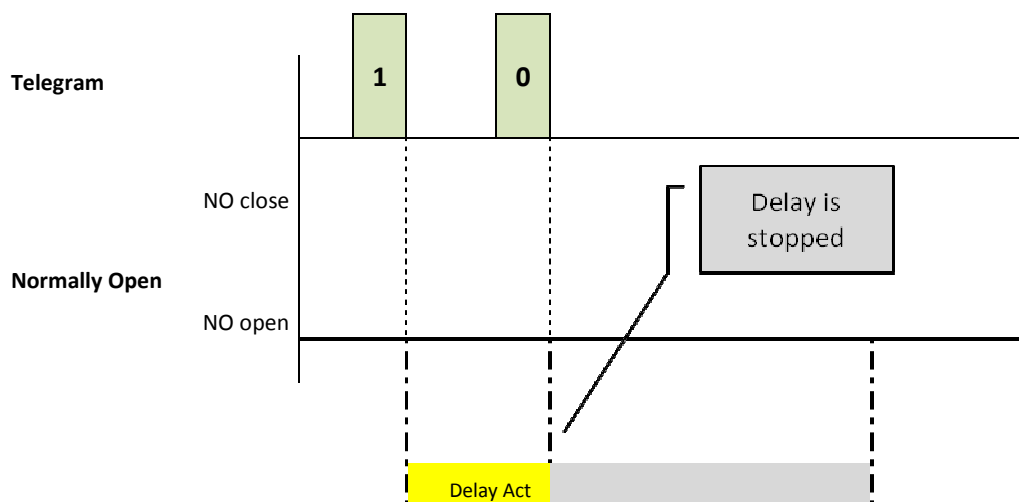 Telegram
1
0
NO close
Delay is
stopped
Normally Open
NO open
Delay Act